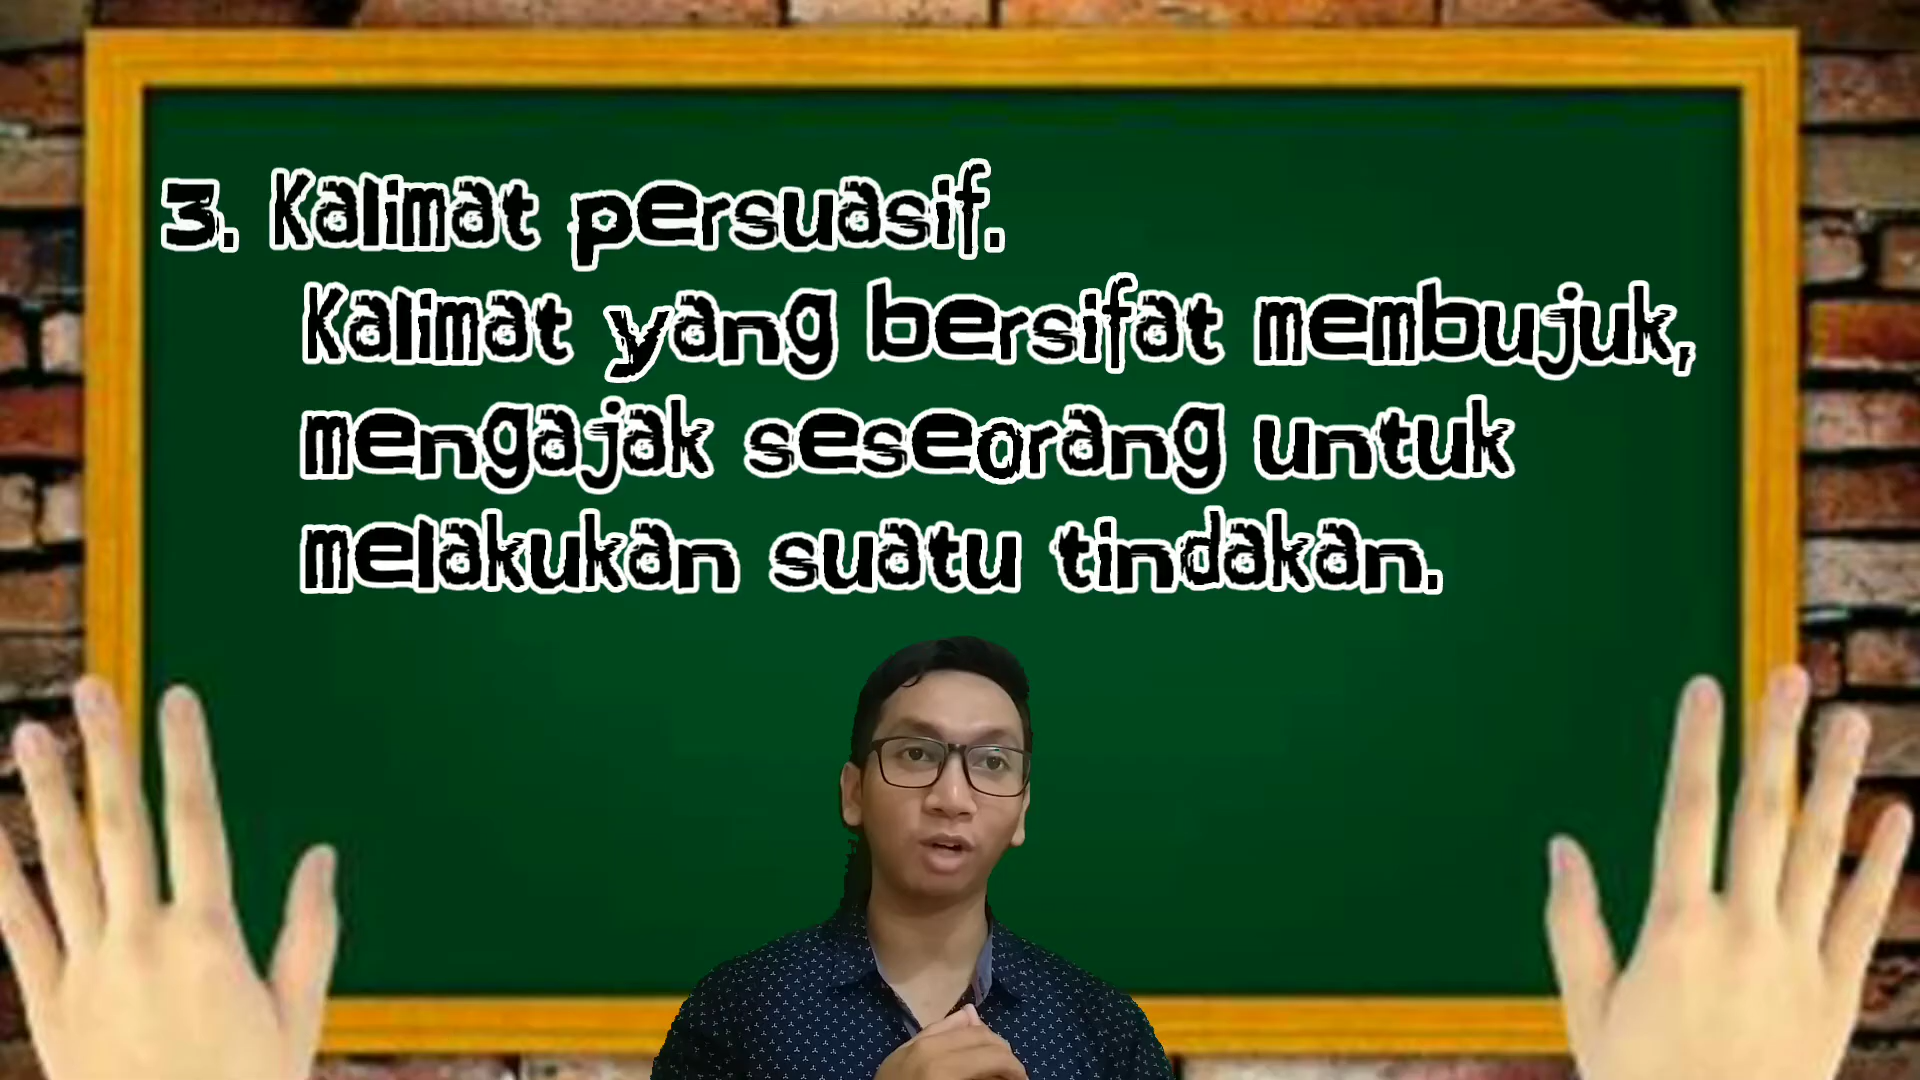 3. Kalimat persuasif.
Kalimat yang bersifat membujuk,
mengajak seseorang untuk
melakukan suatu tindakan.